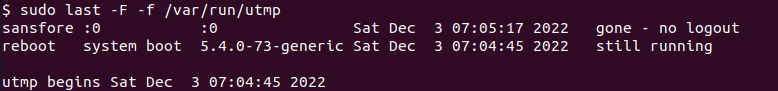 $ sudo last -F -f /var/run/utmp
sansfore :0           :0               Sat Dec  3 07:05:17 2022   gone - no logout
reboot   system boot  5.4.0-73-generic Sat Dec  3 07:04:45 2022   still running

utmp begins Sat Dec  3 07:04:45 2022